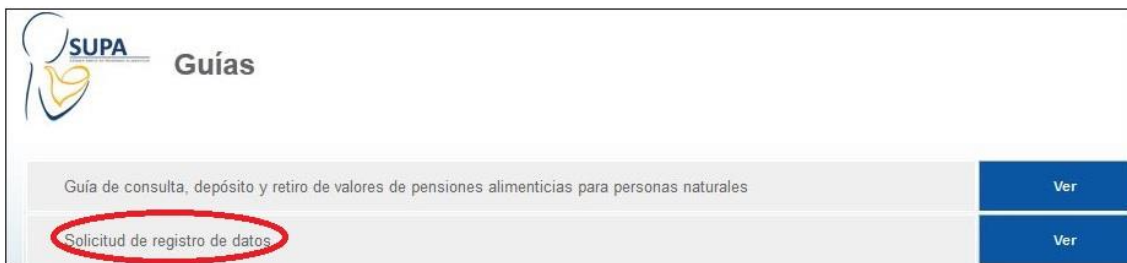 SUPA
Guías
Guía de consulta, depósito y retiro de valores de pensiones alimenticias para personas naturales
Ver
Solicitud de registro de datos
Ver